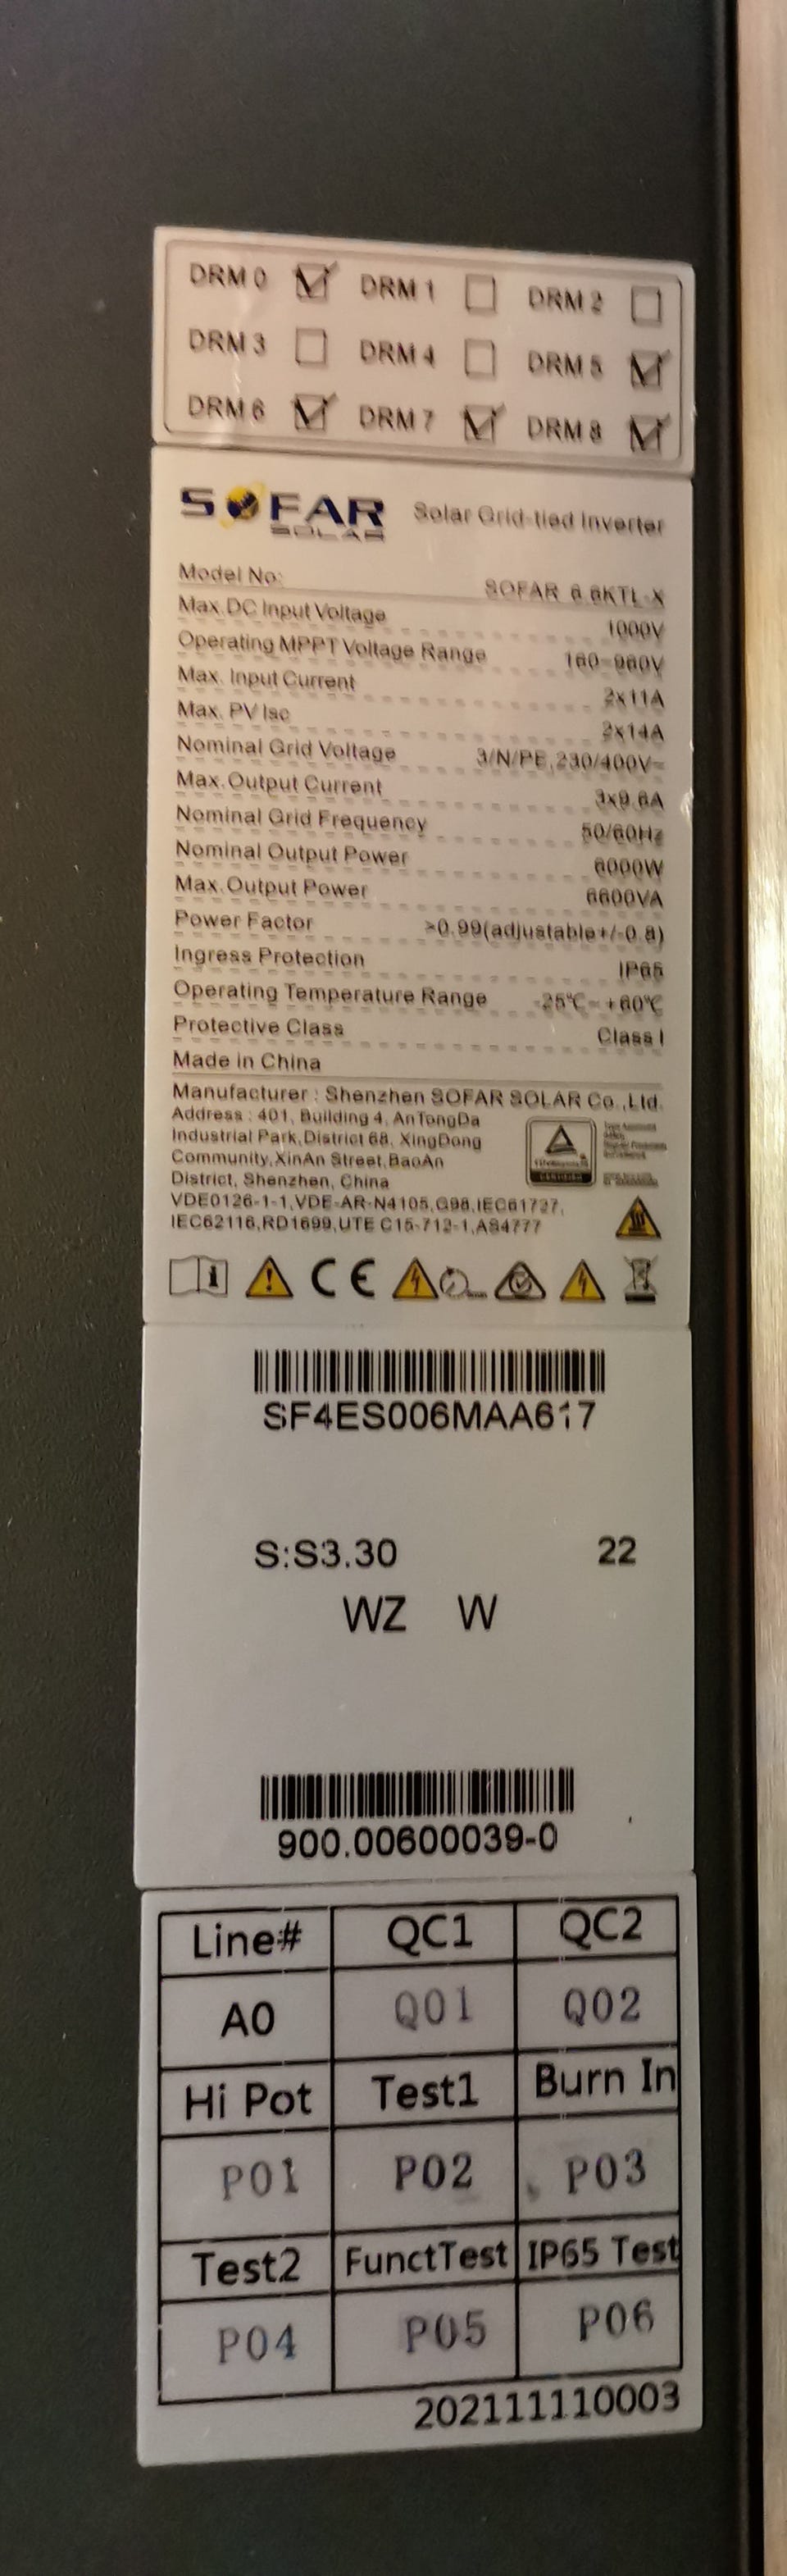 DRM 0 DRM 1 DRM 2
DRM 3 DRM 4 DRM 5
DRM 6 DRM 7 DRM 8
SOFAR SOLAR Solar Grid-tied Inverter
Model No: SOFAR 6.6KTL-X
Max.DC Input Voltage 1000V
Operating MPPT Voltage Range 160~960V
Max. Input Current 2x11A
Max. PV Isc 2x14A
Nominal Grid Voltage 3/N/PE,230/400V~
Max.Output Current 3x9.6A
Nominal Grid Frequency 50/60Hz
Nominal Output Power 6000W
Max.Output Power 6600VA
Power Factor >0.99(adjustable+/-0.8)
Ingress Protection IP65
Operating Temperature Range -25℃~+60℃
Protective Class Class I
Made in China
Manufacturer : Shenzhen SOFAR SOLAR Co.,Ltd.
Address : 401, Building 4, AnTongDa
Industrial Park,District 68, XingDong
Community,XinAn Street,BaoAn
District, Shenzhen, China
VDE0126-1-1,VDE-AR-N4105,G98,IEC61727,
IEC62116,RD1699,UTE C15-712-1,AS4777
CE
SF4ES006MAA617
S:S3.30 22
WZ W
900.00600039-0
Line# QC1 QC2
A0 Q01 Q02
Hi Pot Test1 Burn In
P01 P02 P03
Test2 FunctTest IP65 Test
P04 P05 P06
202111110003